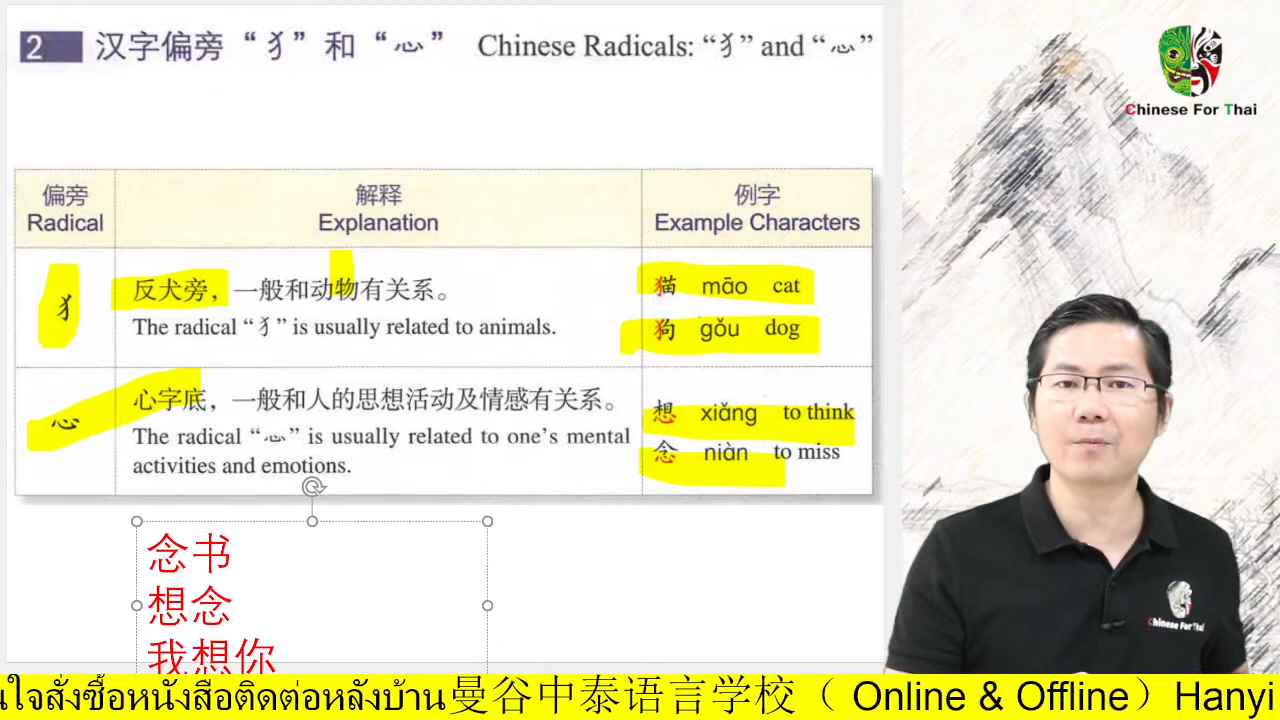 2 汉字偏旁“犭”和“心” Chinese Radicals: “犭” and “心”
Chinese For Thai
偏旁
Radical
解释
Explanation
例字
Example Characters
犭
反犬旁，一般和动物有关系。
The radical “犭” is usually related to animals.
猫 māo cat
狗 gǒu dog
心
心字底，一般和人的思想活动及情感有关系。
The radical “心” is usually related to one's mental
activities and emotions.
想 xiǎng to think
念 niàn to miss
念书
想念
我想你
Chinese For Thai
นใจสั่งซื้อหนังสือติดต่อหลังบ้าน曼谷中泰语言学校（ Online & Offline）Hanyi